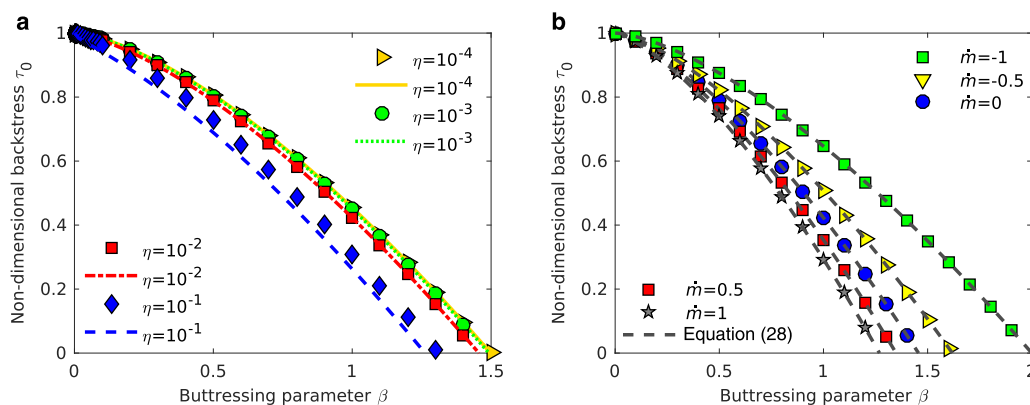 a
Non-dimensional backstress τ₀
1
0.8
0.6
0.4
0.2
0
η=10⁻⁴
η=10⁻⁴
η=10⁻³
η=10⁻³
η=10⁻²
η=10⁻²
η=10⁻¹
η=10⁻¹
0 0.5 1 1.5
Buttressing parameter β
b
Non-dimensional backstress τ₀
1
0.8
0.6
0.4
0.2
0
ṁ=-1
ṁ=-0.5
ṁ=0
ṁ=0.5
ṁ=1
Equation (28)
0 0.5 1 1.5 2
Buttressing parameter β